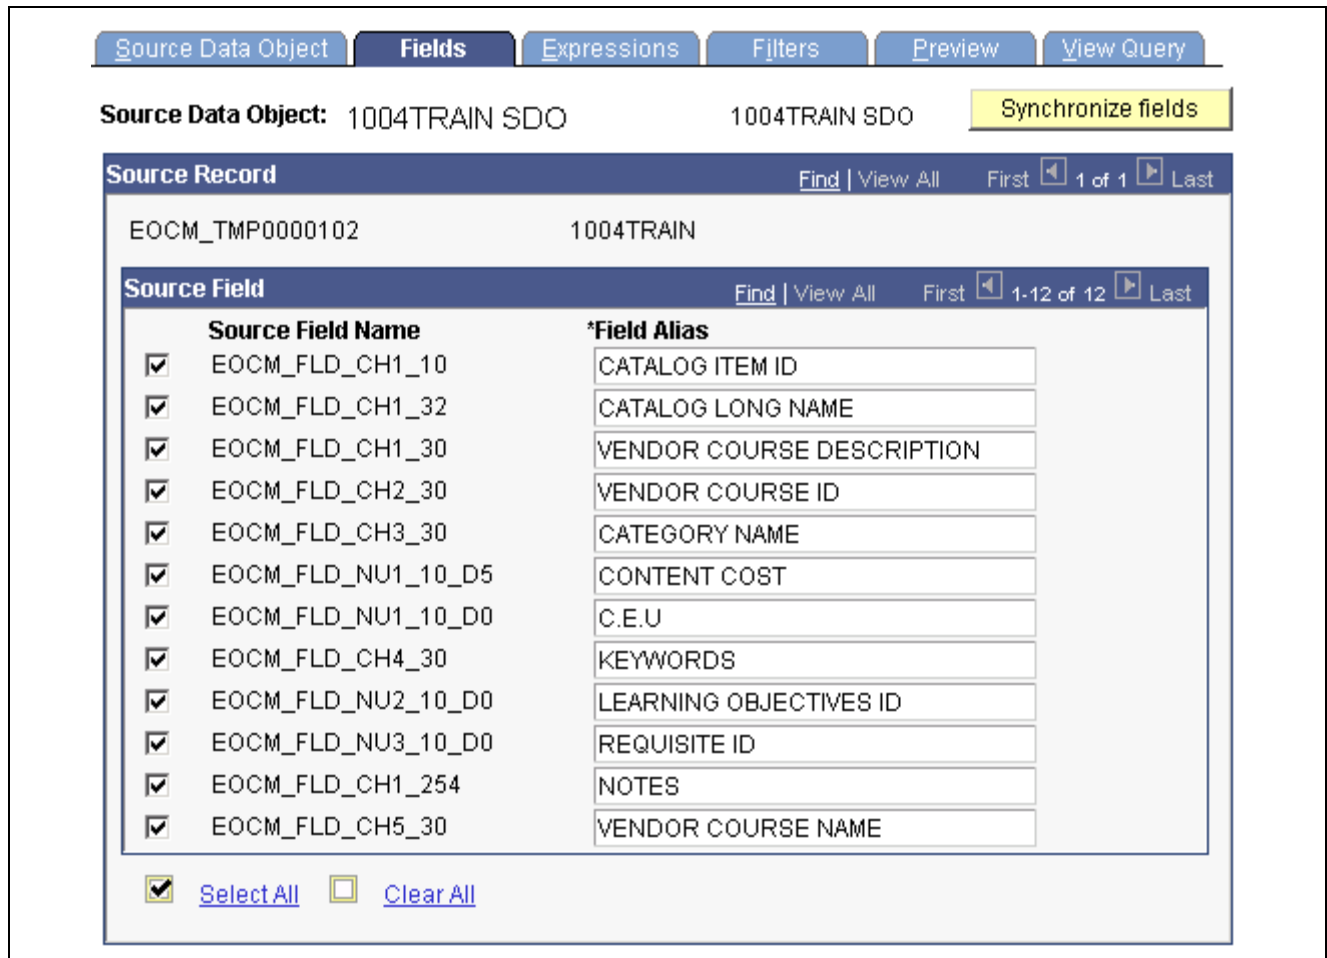 Source Data Object Fields Expressions Filters Preview View Query
Source Data Object: 1004TRAIN SDO 1004TRAIN SDO Synchronize fields
Source Record Find | View All First 1 of 1 Last
EOCM_TMP0000102 1004TRAIN
Source Field Find | View All First 1-12 of 12 Last
Source Field Name *Field Alias
EOCM_FLD_CH1_10 CATALOG ITEM ID
EOCM_FLD_CH1_32 CATALOG LONG NAME
EOCM_FLD_CH1_30 VENDOR COURSE DESCRIPTION
EOCM_FLD_CH2_30 VENDOR COURSE ID
EOCM_FLD_CH3_30 CATEGORY NAME
EOCM_FLD_NU1_10_D5 CONTENT COST
EOCM_FLD_NU1_10_D0 C.E.U
EOCM_FLD_CH4_30 KEYWORDS
EOCM_FLD_NU2_10_D0 LEARNING OBJECTIVES ID
EOCM_FLD_NU3_10_D0 REQUISITE ID
EOCM_FLD_CH1_254 NOTES
EOCM_FLD_CH5_30 VENDOR COURSE NAME
Select All Clear All